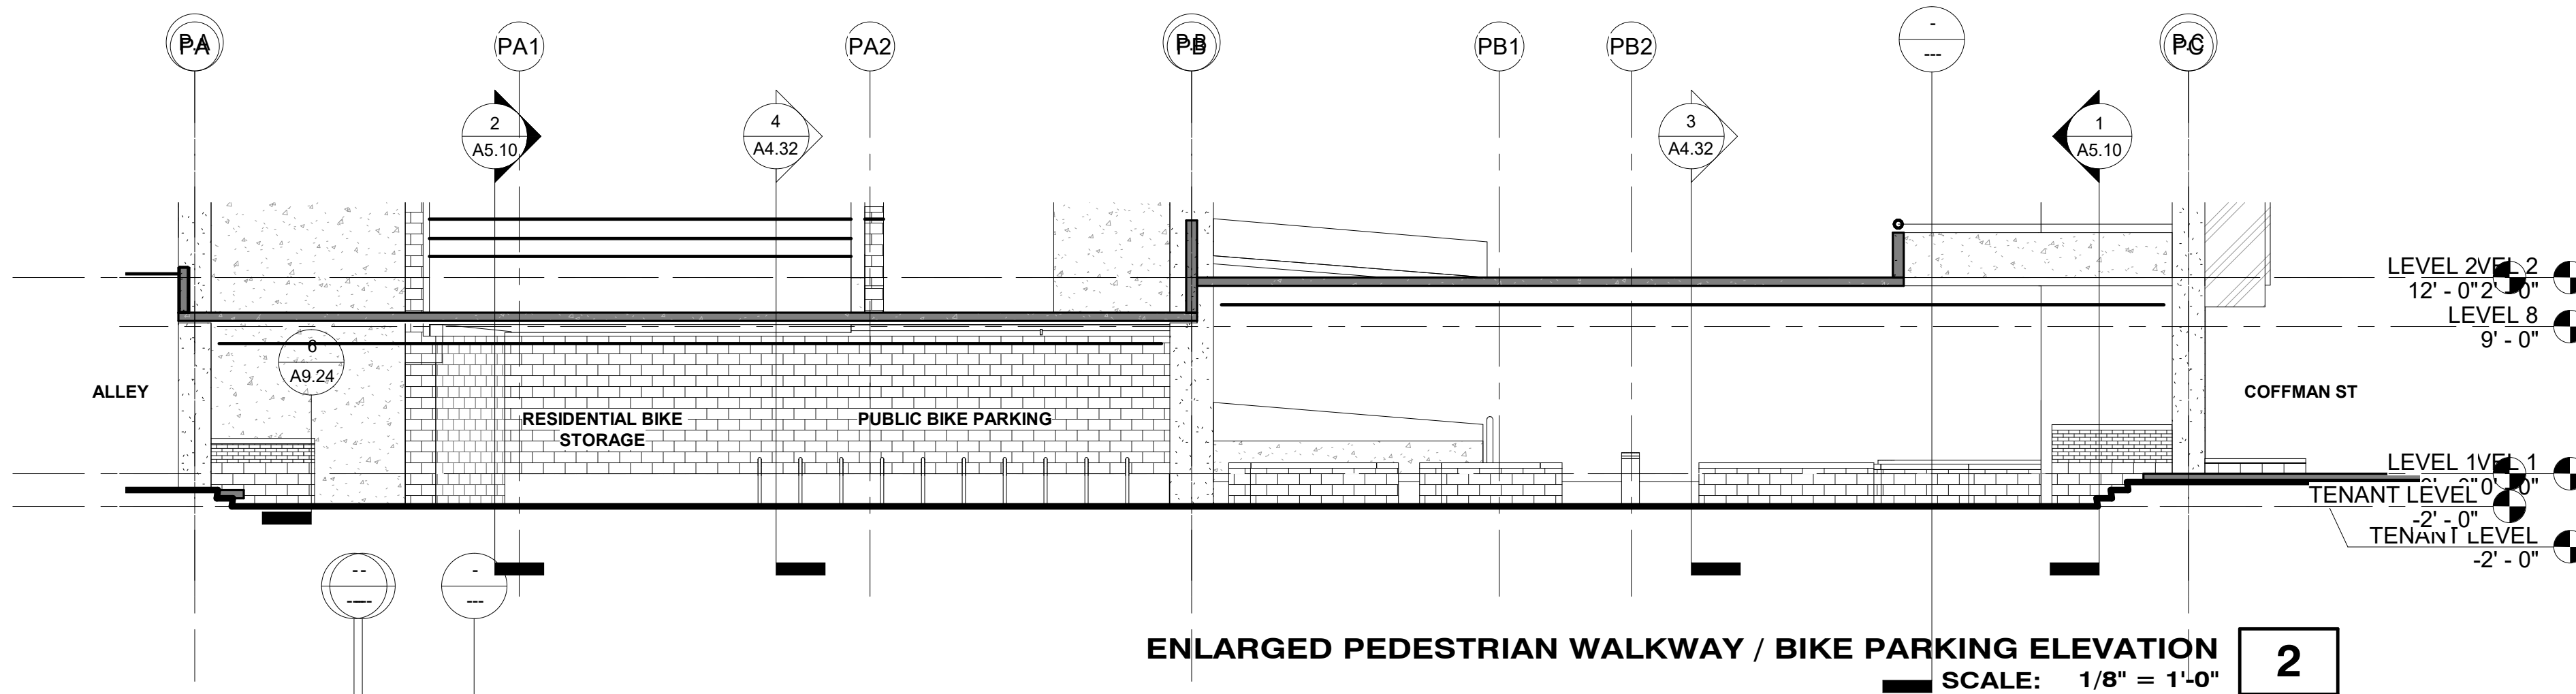 PA
PA1
PA2
PB
PB1
PB2
-
---
PC
2
A5.10
4
A4.32
3
A4.32
1
A5.10
LEVEL 2
12' - 0"
LEVEL 8
9' - 0"
6
A9.24
ALLEY
RESIDENTIAL BIKE
STORAGE
PUBLIC BIKE PARKING
COFFMAN ST
LEVEL 1
0' - 0"
TENANT LEVEL
-2' - 0"
TENANT LEVEL
-2' - 0"
-
---
ENLARGED PEDESTRIAN WALKWAY / BIKE PARKING ELEVATION
2
SCALE: 1/8" = 1'-0"